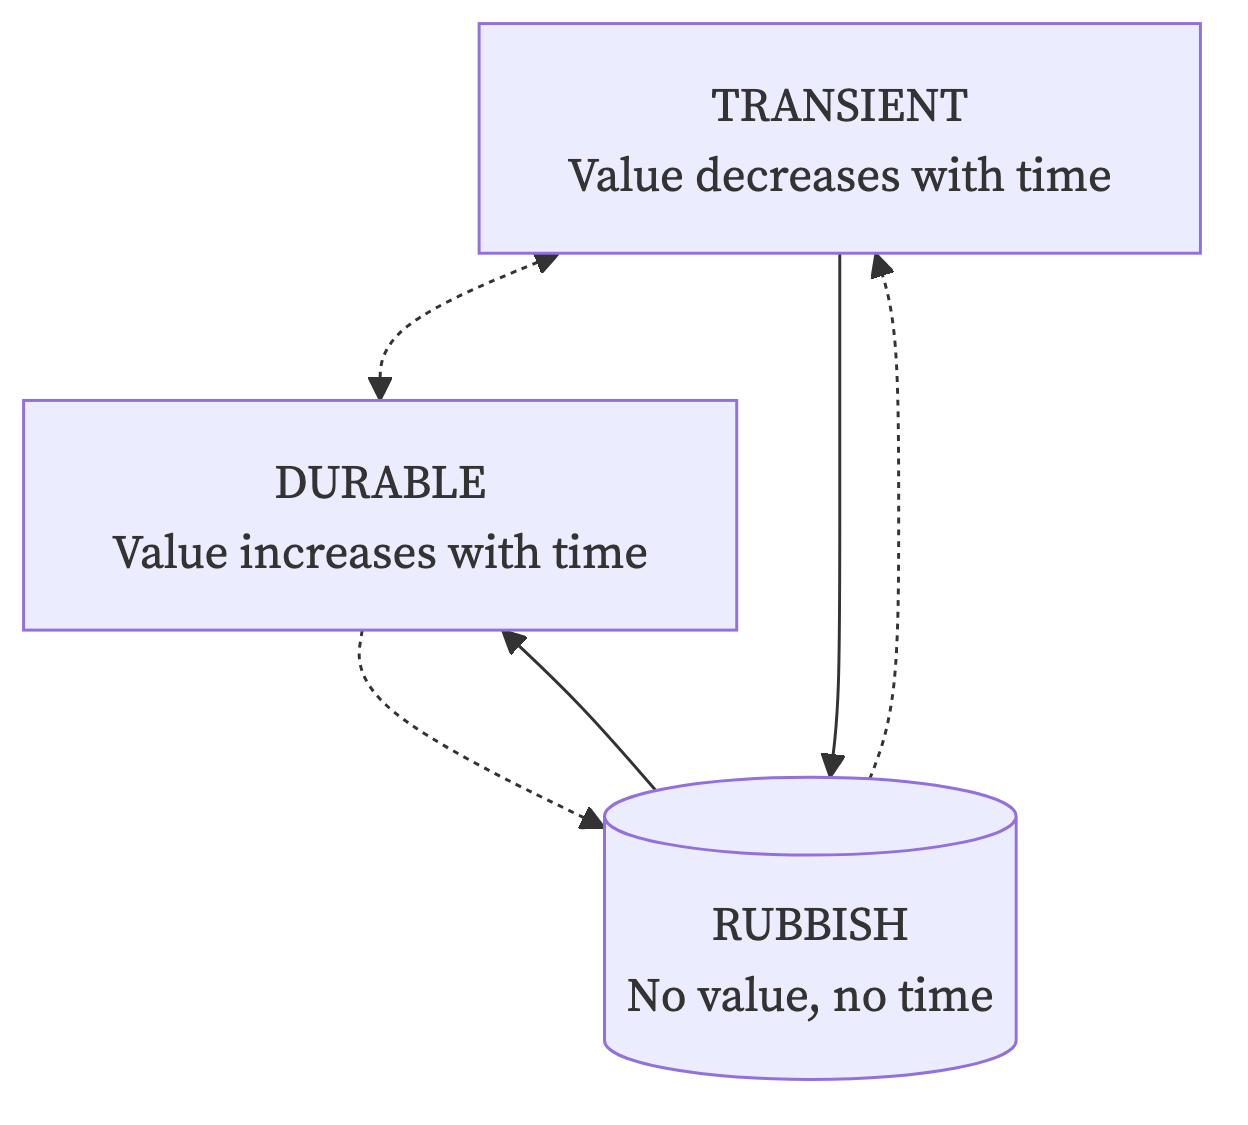 TRANSIENT
Value decreases with time
DURABLE
Value increases with time
RUBBISH
No value, no time